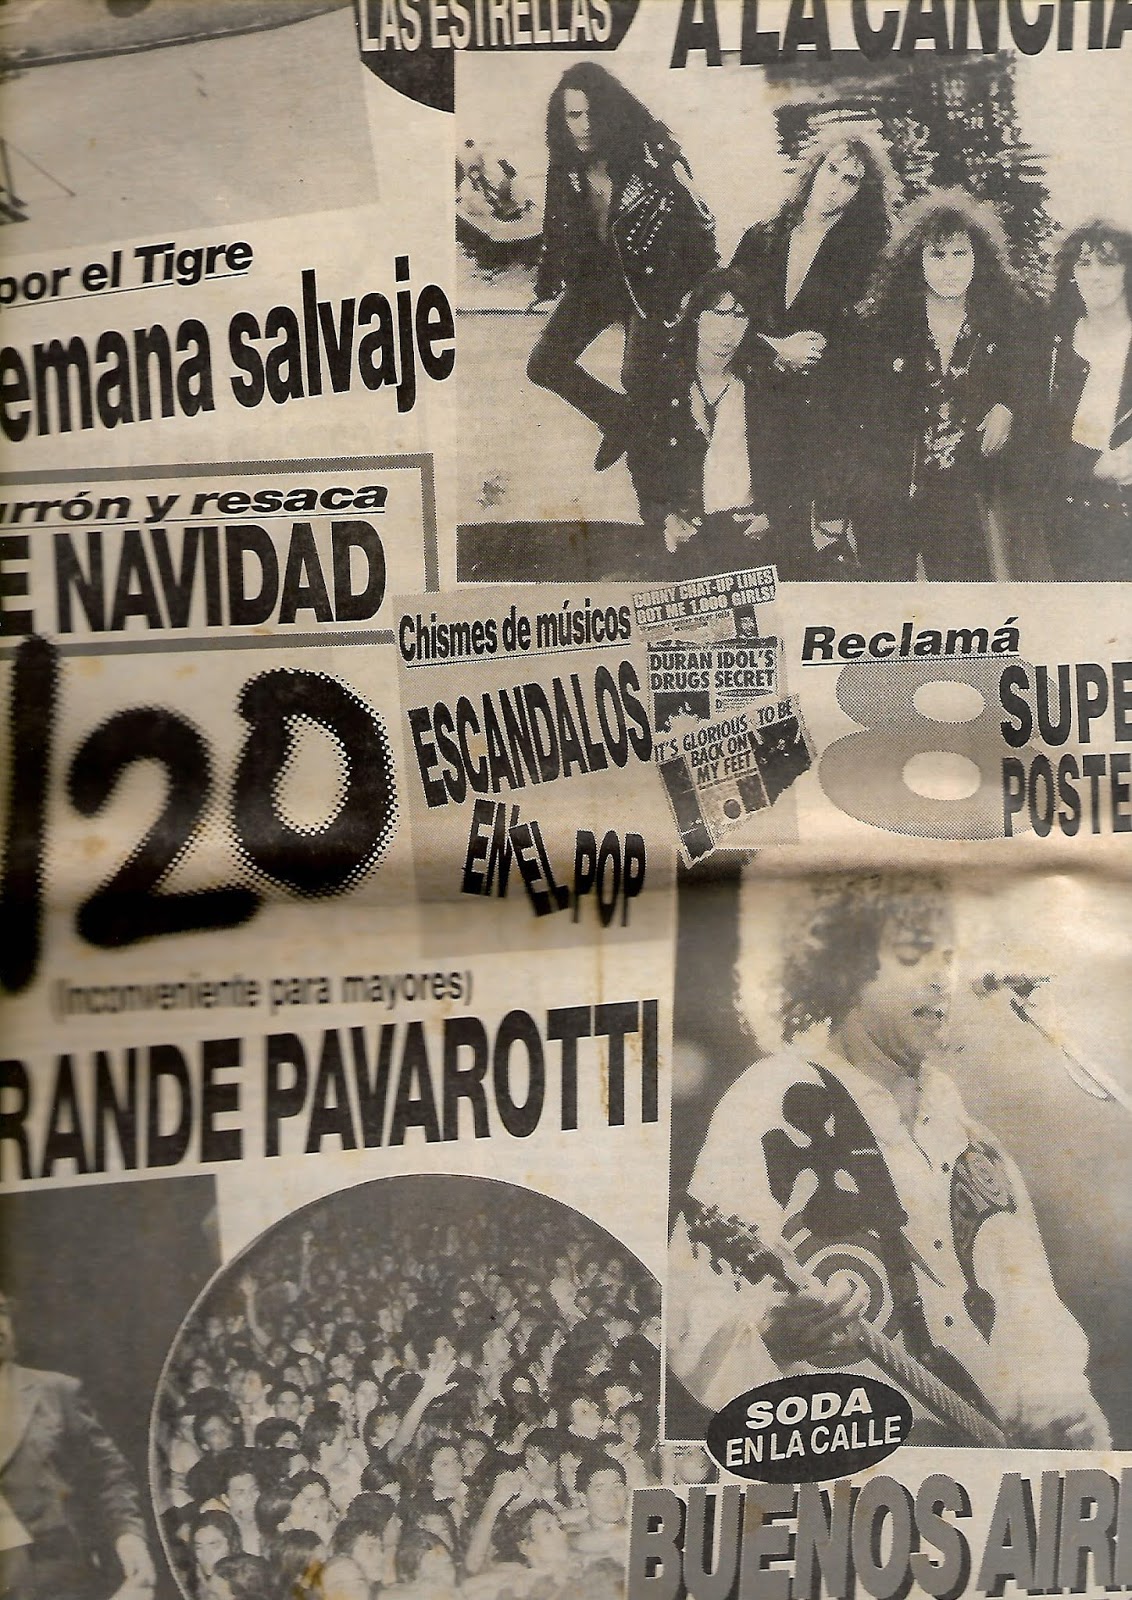 LAS ESTRELLAS
A LA CANCHA
por el Tigre
emana salvaje
urrón y resaca
E NAVIDAD
/20
Chismes de músicos
ESCANDALOS
EN EL POP
CORNY CHAT-UP LINES
GOT ME 1,000 GIRLS!
DURAN IDOL'S
DRUGS SECRET
IT'S GLORIOUS TO BE
BACK ON
MY FEET
Reclamá
8 SUPE
POSTE
(Inconveniente para mayores)
RANDE PAVAROTTI
SODA
EN LA CALLE
BUENOS AIR